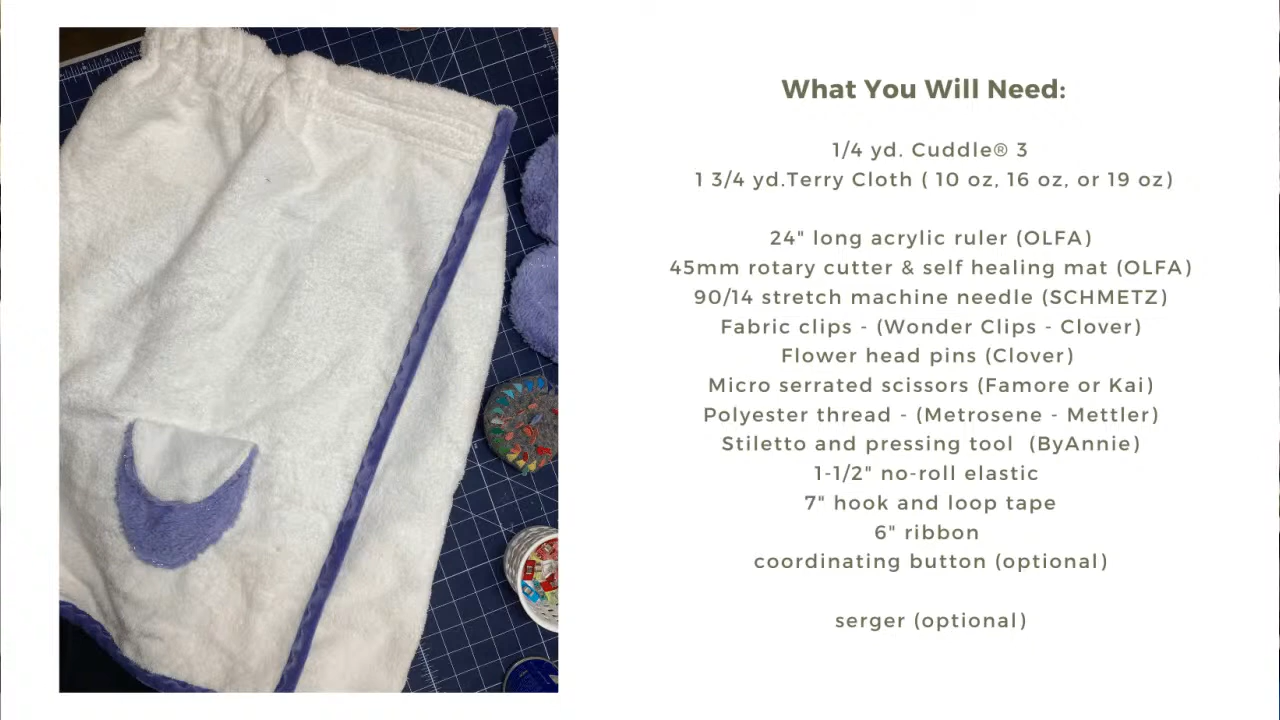 What You Will Need:
1/4 yd. Cuddle® 3
1 3/4 yd.Terry Cloth ( 10 oz, 16 oz, or 19 oz)
24" long acrylic ruler (OLFA)
45mm rotary cutter & self healing mat (OLFA)
90/14 stretch machine needle (SCHMETZ)
Fabric clips - (Wonder Clips - Clover)
Flower head pins (Clover)
Micro serrated scissors (Famore or Kai)
Polyester thread - (Metrosene - Mettler)
Stiletto and pressing tool  (ByAnnie)
1-1/2" no-roll elastic
7" hook and loop tape
6" ribbon
coordinating button (optional)
serger (optional)